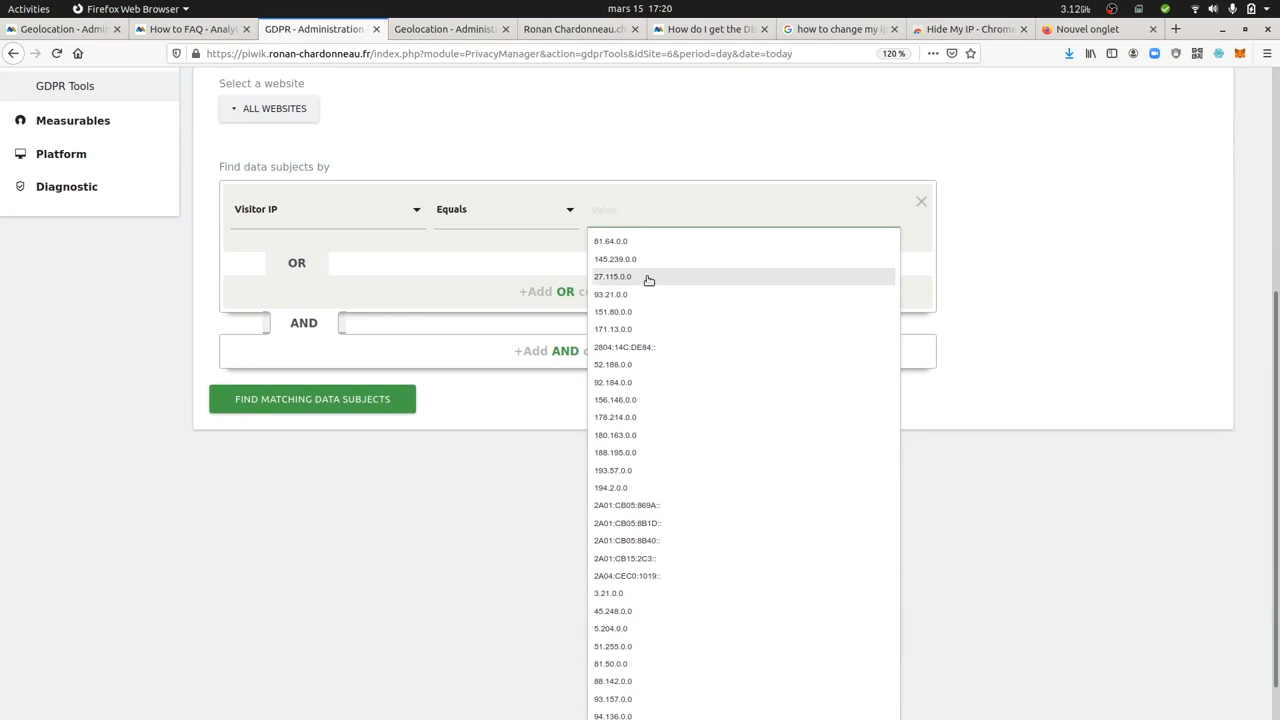 Activities
Firefox Web Browser
mars 15 17:20
3.12
Geolocation - Admin
How to FAQ - Analyt
GDPR - Administration
Geolocation - Administ
Ronan Chardonneau.ch
How do I get the DB
how to change my ip
Hide My IP - Chrome
Nouvel onglet
https://piwik.ronan-chardonneau.fr/index.php?module=PrivacyManager&action=gdprTools&idSite=6&period=day&date=today
120 %
GDPR Tools
Measurables
Platform
Diagnostic
Select a website
ALL WEBSITES
Find data subjects by
Visitor IP
Equals
Value
OR
+Add OR co
AND
+Add AND c
FIND MATCHING DATA SUBJECTS
81.64.0.0
145.239.0.0
27.115.0.0
93.21.0.0
151.80.0.0
171.13.0.0
2804:14C:DE84::
52.188.0.0
92.184.0.0
156.146.0.0
178.214.0.0
180.163.0.0
188.195.0.0
193.57.0.0
194.2.0.0
2A01:CB05:869A::
2A01:CB05:8B1D::
2A01:CB05:8B40::
2A01:CB15:2C3::
2A04:CEC0:1019::
3.21.0.0
45.248.0.0
5.204.0.0
51.255.0.0
81.50.0.0
88.142.0.0
93.157.0.0
94.136.0.0